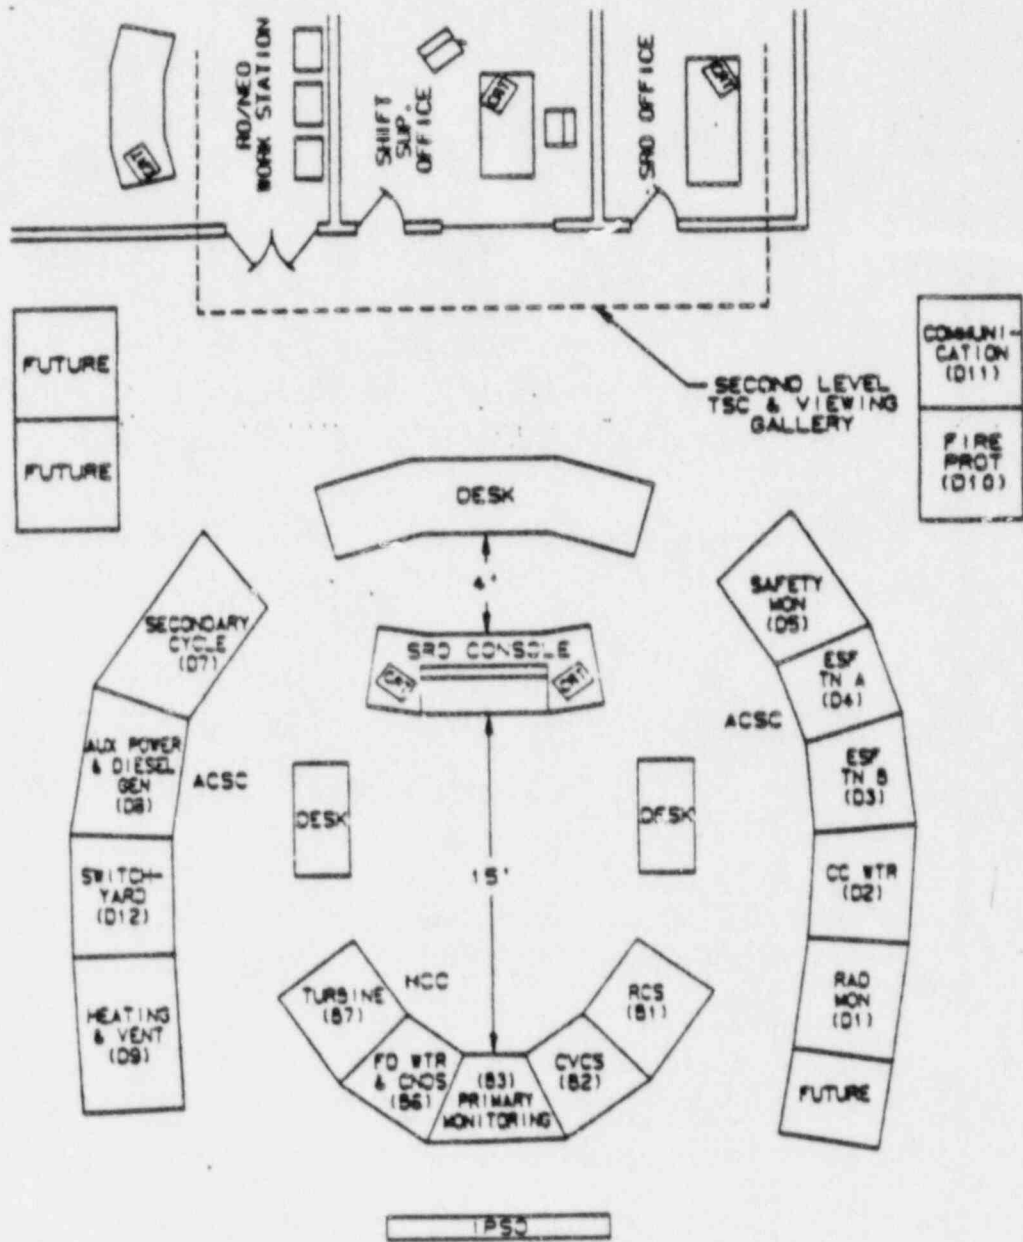 RO/NEO
WORK STATION
SHIFT
SUP.
OFFICE
SRO OFFICE
CRT
CRT
CRT
FUTURE
FUTURE
COMMUNI-
CATION
(D11)
FIRE
PROT
(D10)
SECOND LEVEL
TSC & VIEWING
GALLERY
DESK
4'
SRO CONSOLE
CRT
CRT
SECONDARY
CYCLE
(D7)
AUX POWER
& DIESEL
GEN
(D8)
ACSC
SWITCH-
YARD
(D12)
HEATING
& VENT
(D9)
DESK
DESK
15'
SAFETY
MON
(D5)
ESF
TN A
(D4)
ACSC
ESF
TN B
(D3)
CC WTR
(D2)
RAD
MON
(D1)
FUTURE
MCC
TURBINE
(B7)
FD WTR
& CNDS
(B6)
(B3)
PRIMARY
MONITORING
CVCS
(B2)
RCS
(B1)
IPSO